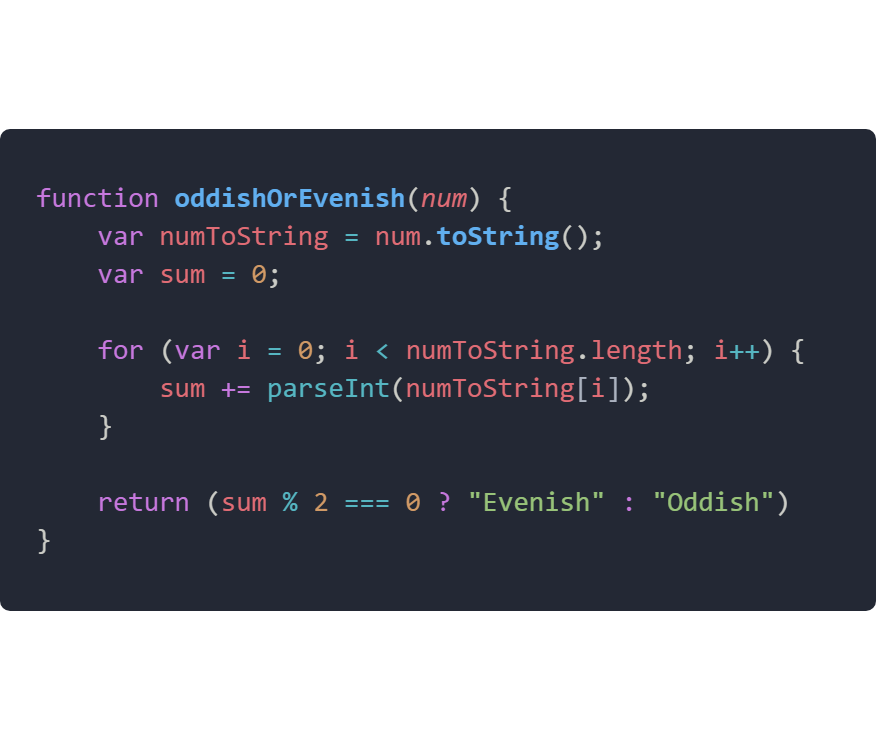 function oddishOrEvenish(num) {
    var numToString = num.toString();
    var sum = 0;

    for (var i = 0; i < numToString.length; i++) {
        sum += parseInt(numToString[i]);
    }

    return (sum % 2 === 0 ? "Evenish" : "Oddish")
}